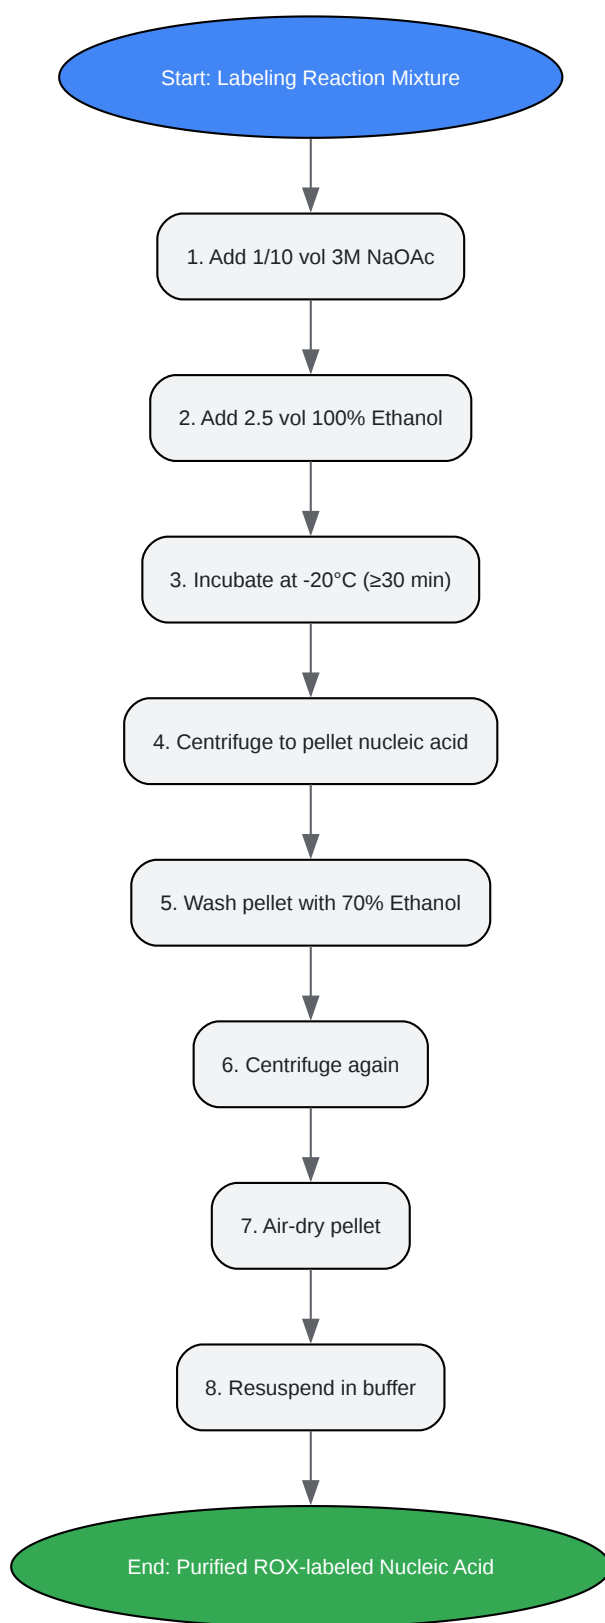 Start: Labeling Reaction Mixture
1. Add 1/10 vol 3M NaOAc
2. Add 2.5 vol 100% Ethanol
3. Incubate at -20°C (≥30 min)
4. Centrifuge to pellet nucleic acid
5. Wash pellet with 70% Ethanol
6. Centrifuge again
7. Air-dry pellet
8. Resuspend in buffer
End: Purified ROX-labeled Nucleic Acid